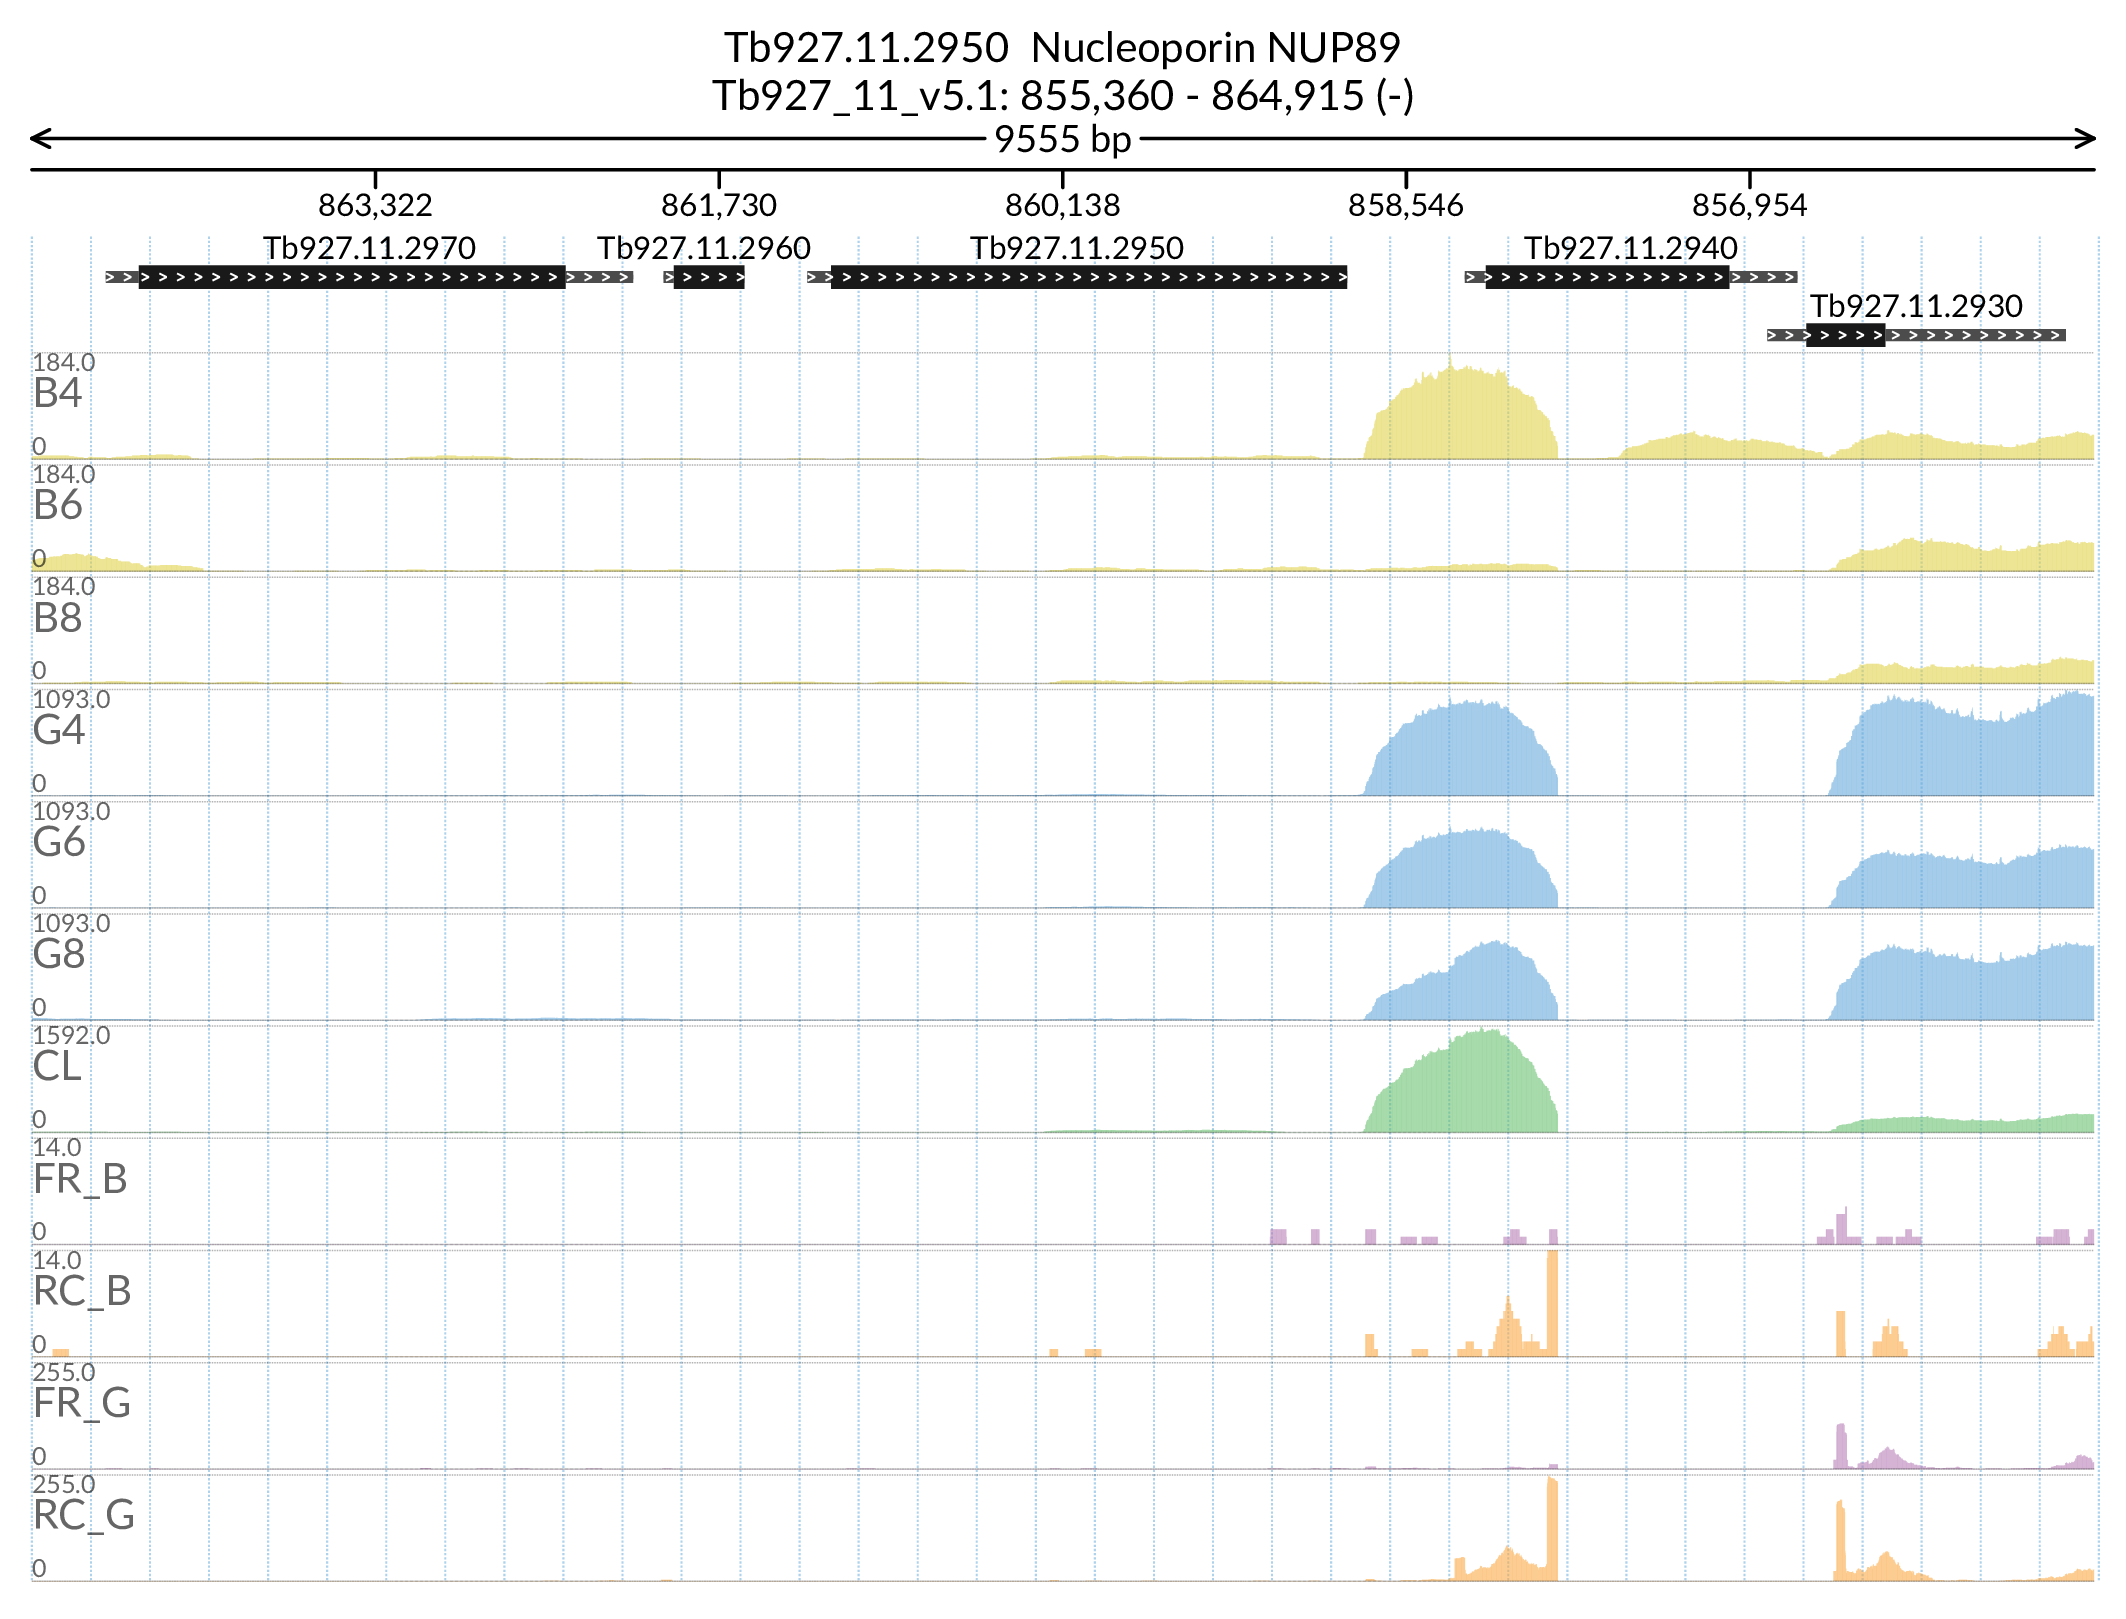 Tb927.11.2950 Nucleoporin NUP89
Tb927_11_v5.1: 855,360 - 864,915 (-)
9555 bp
863,322 861,730 860,138 858,546 856,954
Tb927.11.2970 Tb927.11.2960 Tb927.11.2950 Tb927.11.2940
Tb927.11.2930
184.0
B4
0
184.0
B6
0
184.0
B8
0
1093.0
G4
0
1093.0
G6
0
1093.0
G8
0
1592.0
CL
0
14.0
FR_B
0
14.0
RC_B
0
255.0
FR_G
0
255.0
RC_G
0